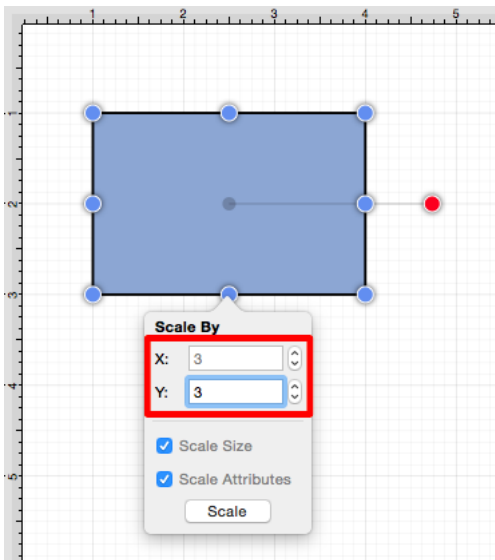 1 2 3 4 5
1
2
3
4
5
Scale By
X: 3
Y: 3
Scale Size
Scale Attributes
Scale